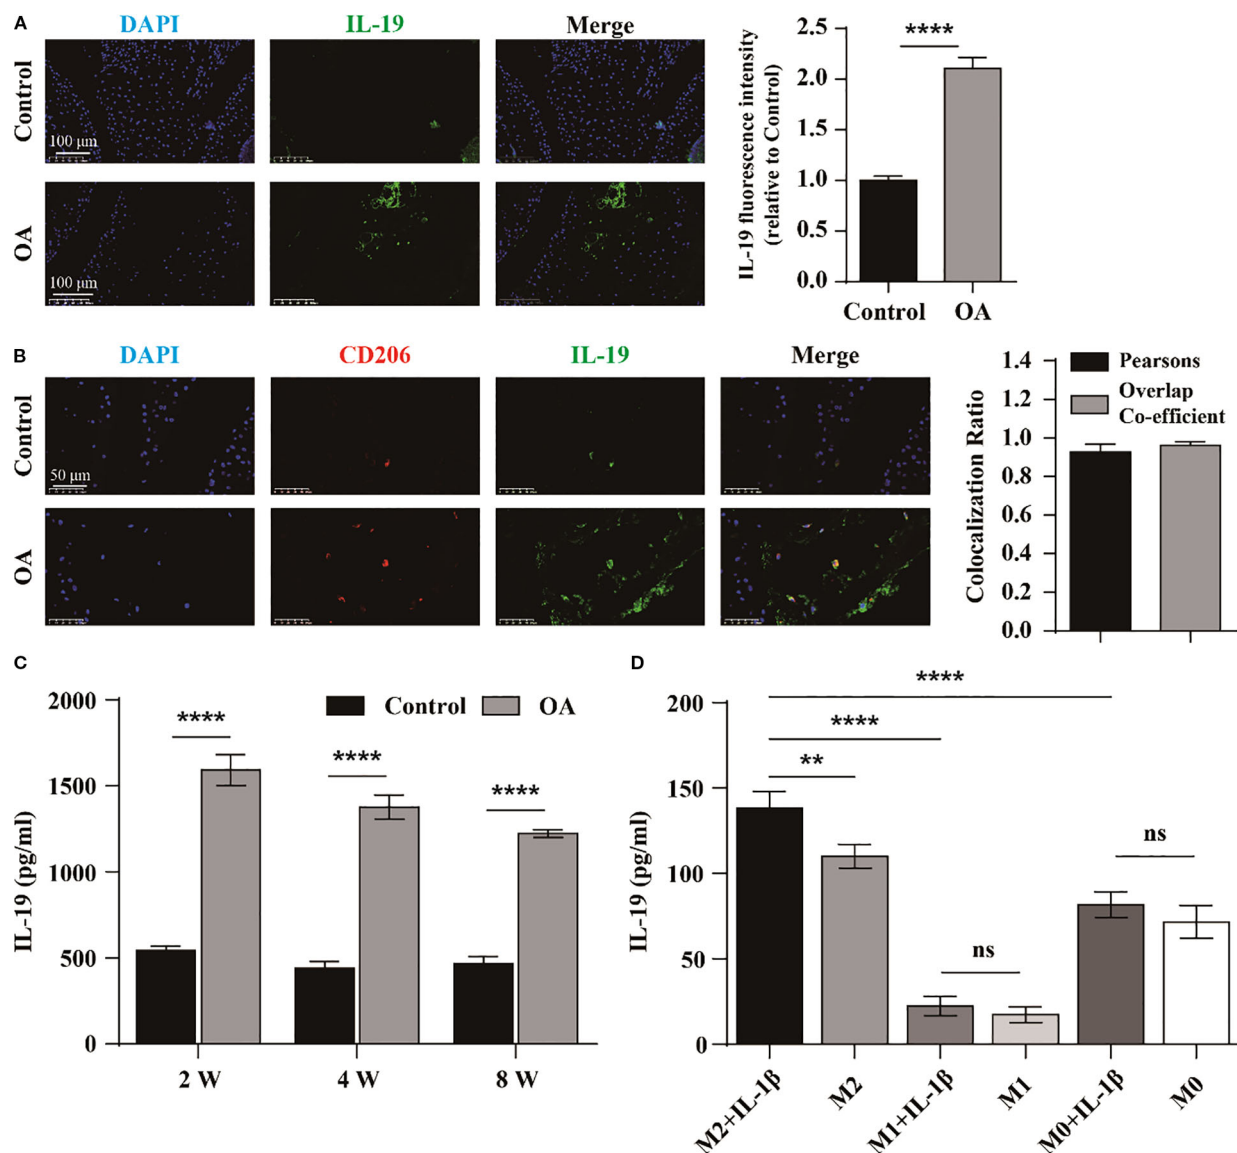 A
DAPI
IL-19
Merge
Control
100 μm
OA
100 μm
IL-19 fluorescence intensity
(relative to Control)
2.5
2.0
1.5
1.0
0.5
0.0
****
Control
OA
B
DAPI
CD206
IL-19
Merge
Control
50 μm
OA
Colocalization Ratio
1.4
1.2
1.0
0.8
0.6
0.4
0.2
0.0
Pearsons
Overlap
Co-efficient
C
IL-19 (pg/ml)
2000
1500
1000
500
0
Control
OA
****
****
****
2 W
4 W
8 W
D
IL-19 (pg/ml)
200
150
100
50
0
****
****
**
ns
ns
M2+IL-1β
M2
M1+IL-1β
M1
M0+IL-1β
M0